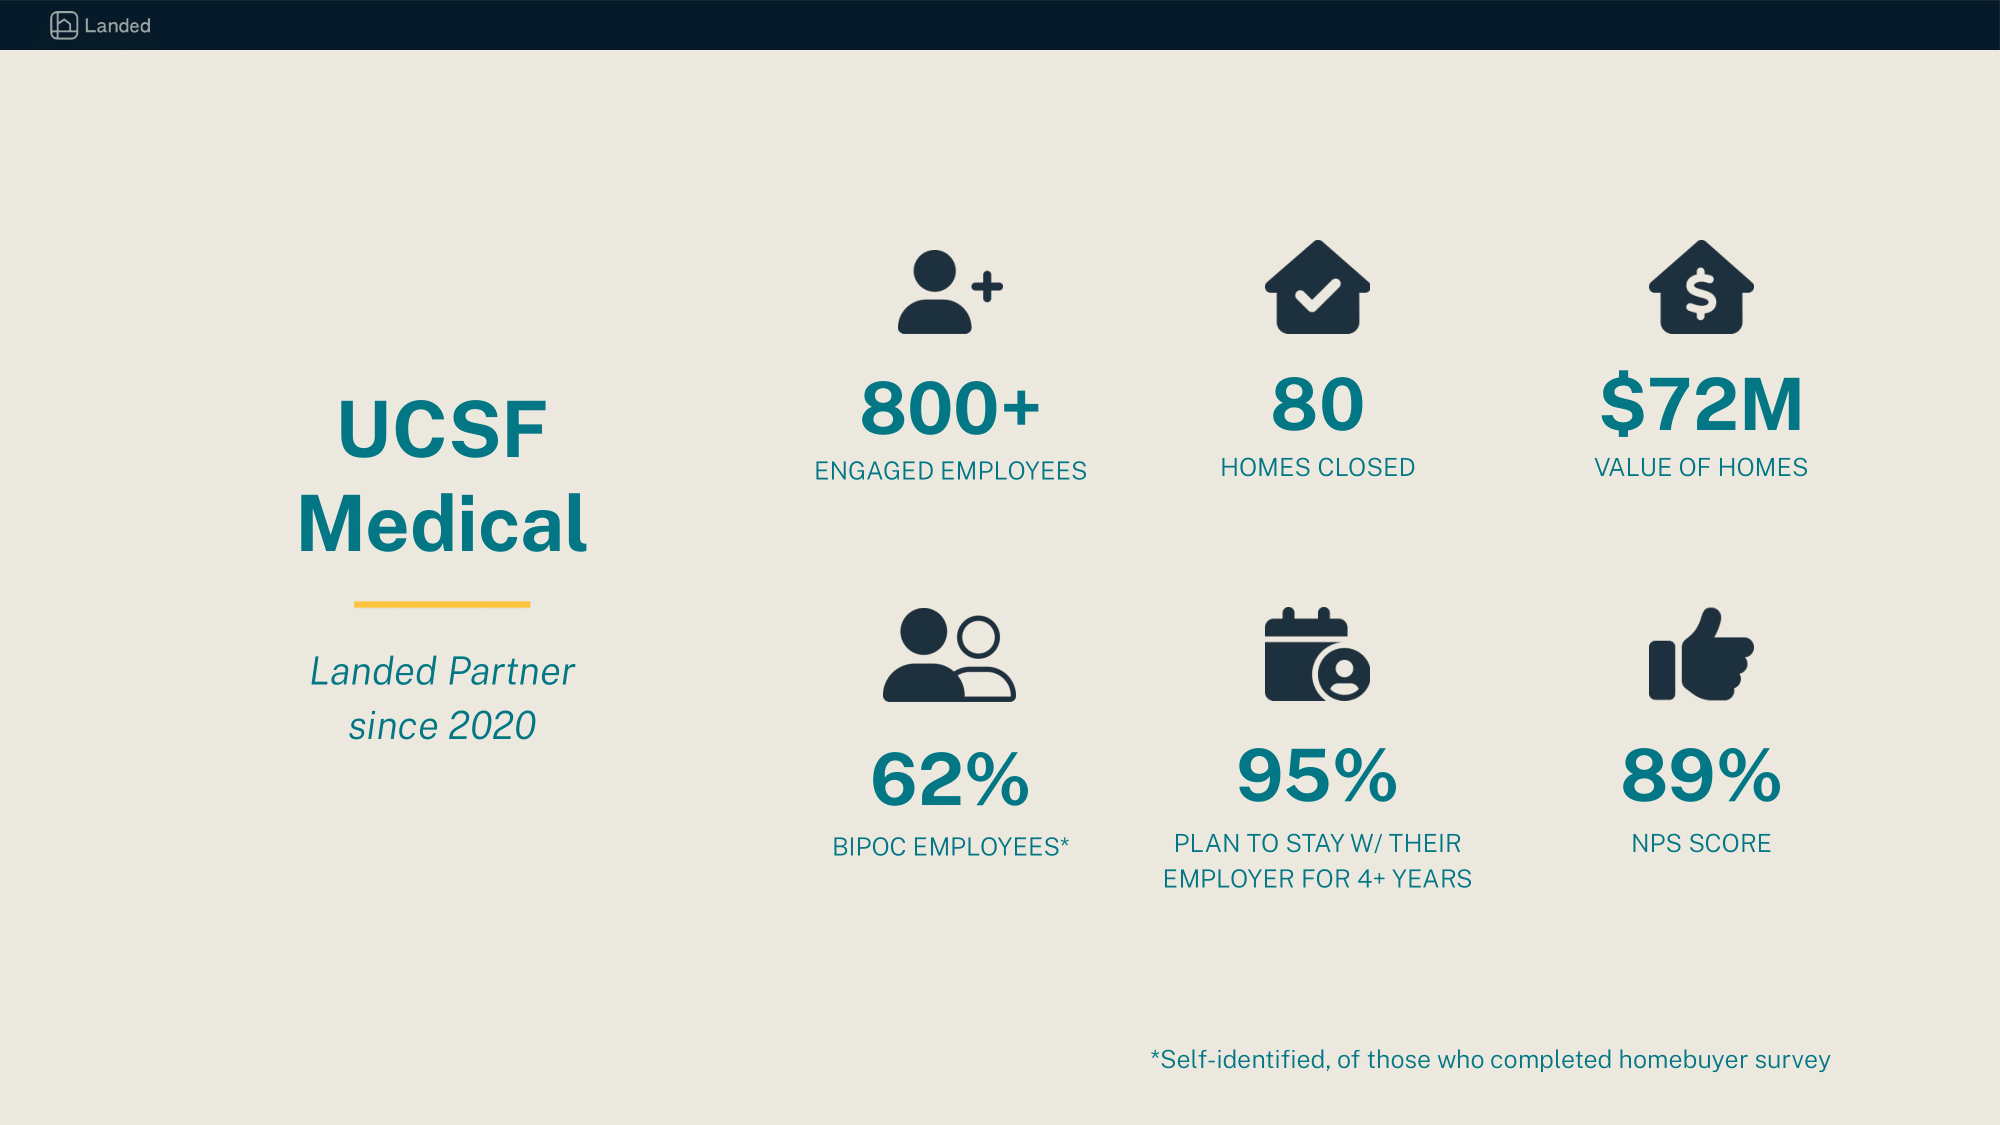 Landed
UCSF
Medical
Landed Partner
since 2020
800+
ENGAGED EMPLOYEES
80
HOMES CLOSED
$72M
VALUE OF HOMES
62%
BIPOC EMPLOYEES*
95%
PLAN TO STAY W/ THEIR
EMPLOYER FOR 4+ YEARS
89%
NPS SCORE
*Self-identified, of those who completed homebuyer survey